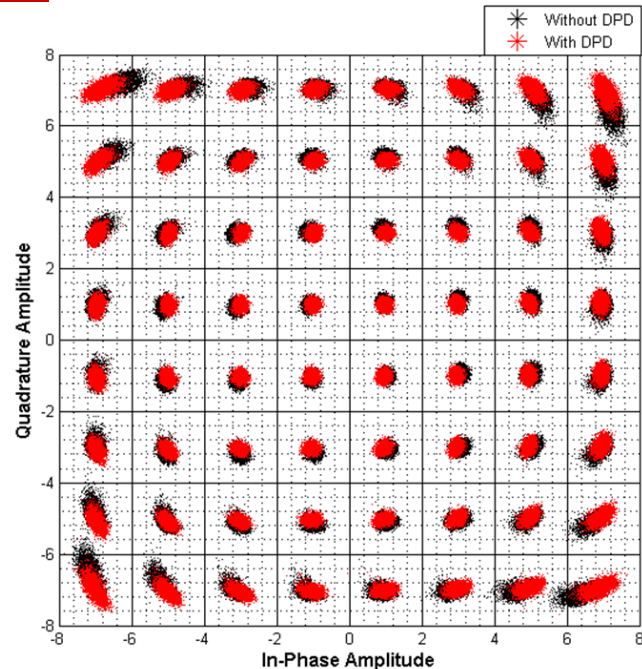 Without DPD
With DPD
8
6
4
2
0
-2
-4
-6
-8
Quadrature Amplitude
-8 -6 -4 -2 0 2 4 6 8
In-Phase Amplitude